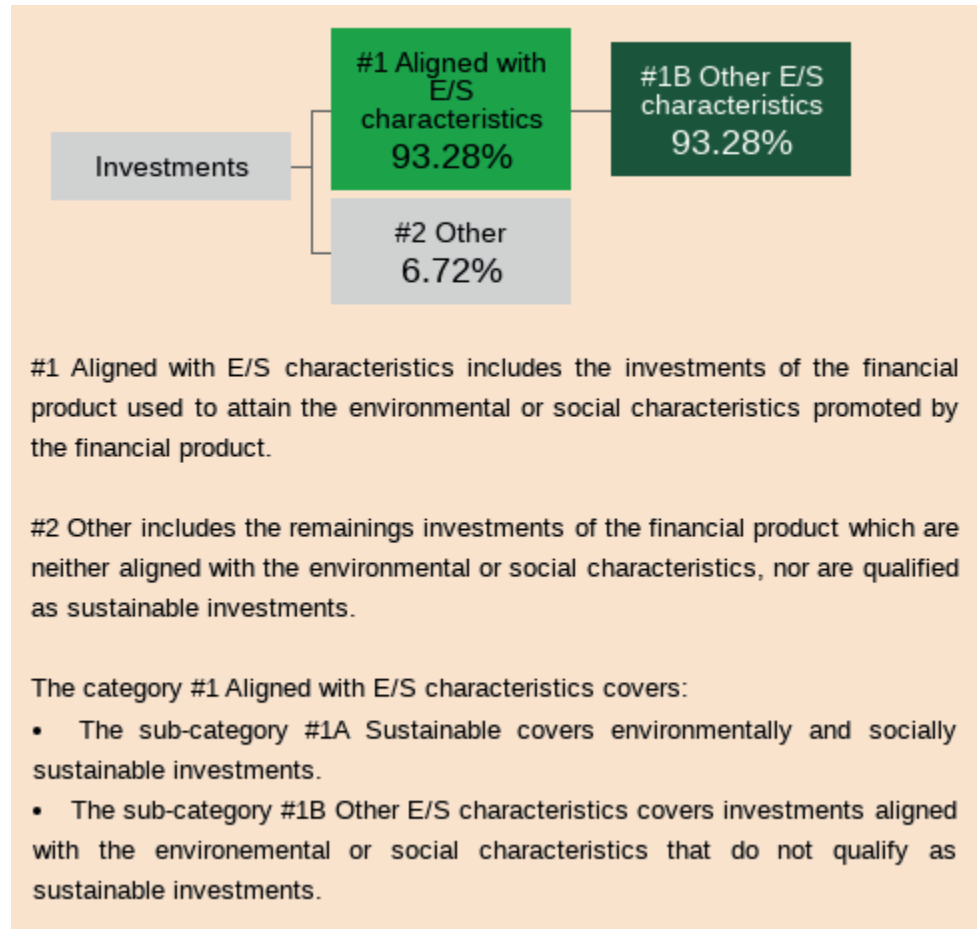 #1 Aligned with
E/S
characteristics
93.28%
#1B Other E/S
characteristics
93.28%
Investments
#2 Other
6.72%
#1 Aligned with E/S characteristics includes the investments of the financial
product used to attain the environmental or social characteristics promoted by
the financial product.
#2 Other includes the remainings investments of the financial product which are
neither aligned with the environmental or social characteristics, nor are qualified
as sustainable investments.
The category #1 Aligned with E/S characteristics covers:
• The sub-category #1A Sustainable covers environmentally and socially
sustainable investments.
• The sub-category #1B Other E/S characteristics covers investments aligned
with the environemental or social characteristics that do not qualify as
sustainable investments.